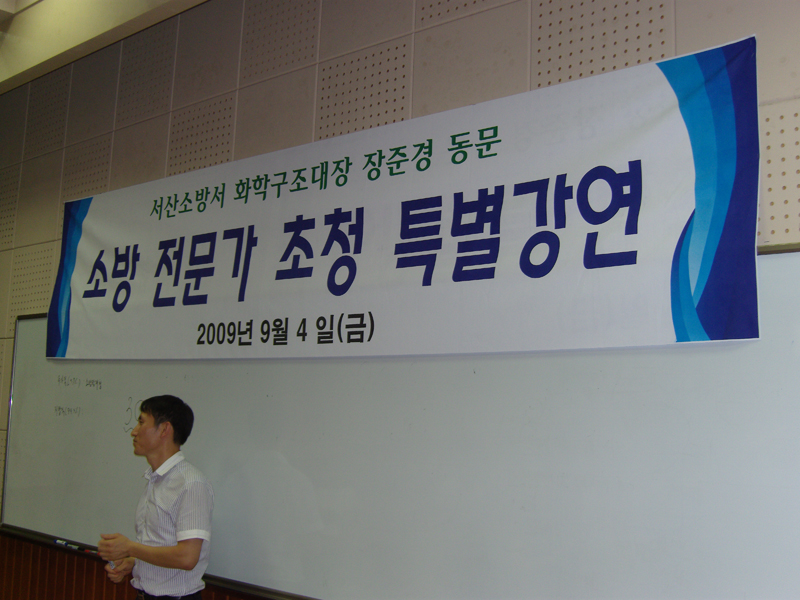 서산소방서 화학구조대장 장준경 동문
소방 전문가 초청 특별강연
2009년 9월 4일(금)